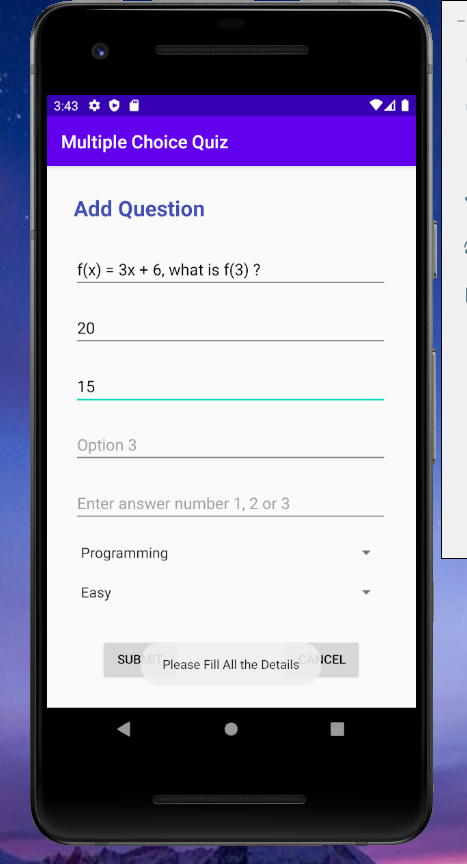 3:43
Multiple Choice Quiz
Add Question
f(x) = 3x + 6, what is f(3) ?
20
15
Option 3
Enter answer number 1, 2 or 3
Programming
Easy
SUBMIT Please Fill All the Details CANCEL